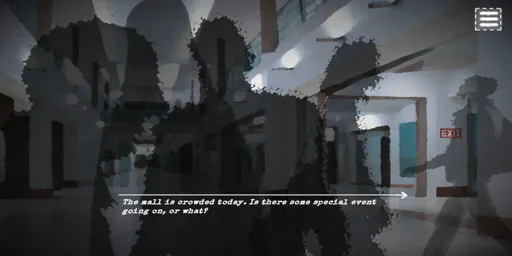 EXIT
The mall is crowded today. Is there some special event
going on, or what?